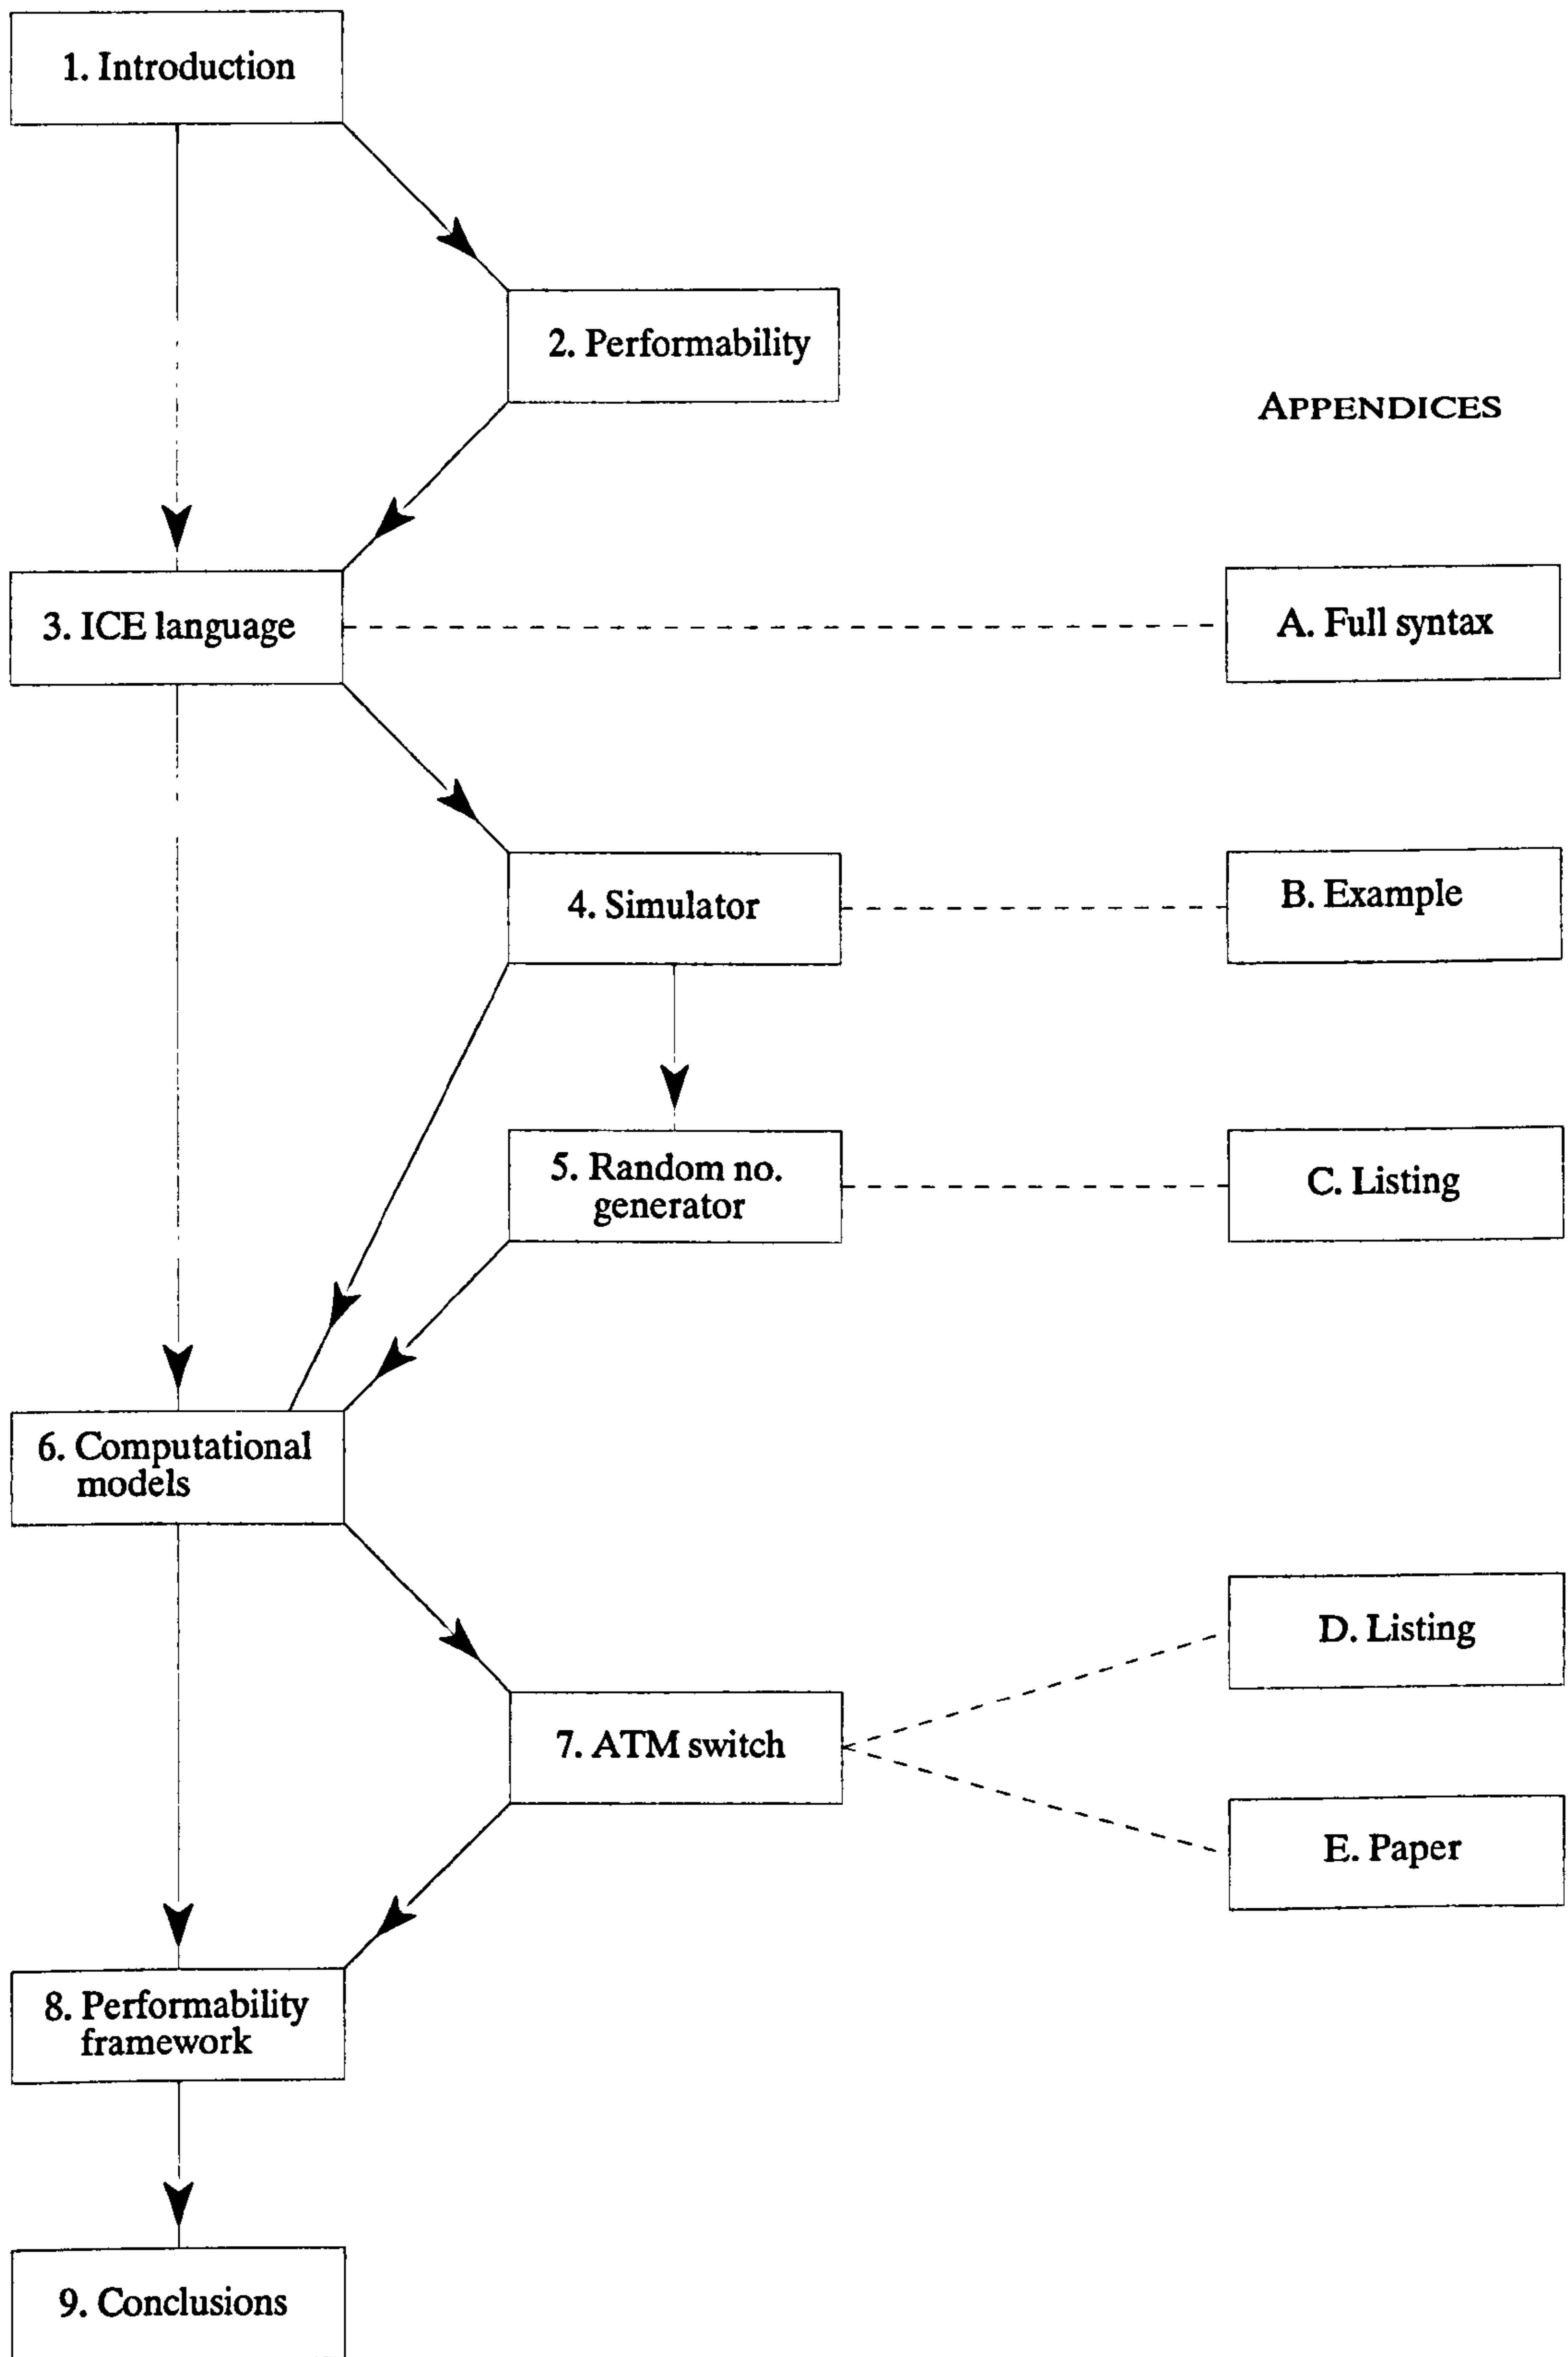 1. Introduction
2. Performability
APPENDICES
3. ICE language
A. Full syntax
4. Simulator
B. Example
5. Random no.
generator
C. Listing
6. Computational
models
D. Listing
7. ATM switch
E. Paper
8. Performability
framework
9. Conclusions